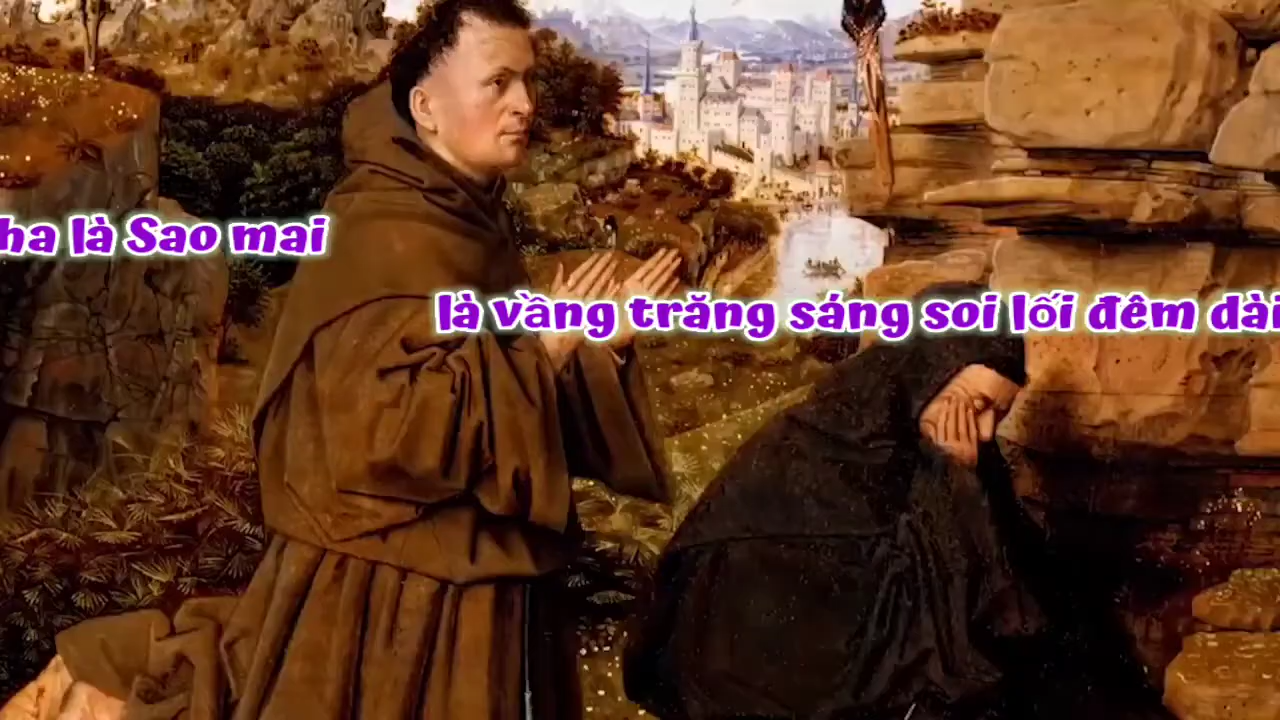 ha là Sao mai
là vầng trăng sáng soi lối đêm dài